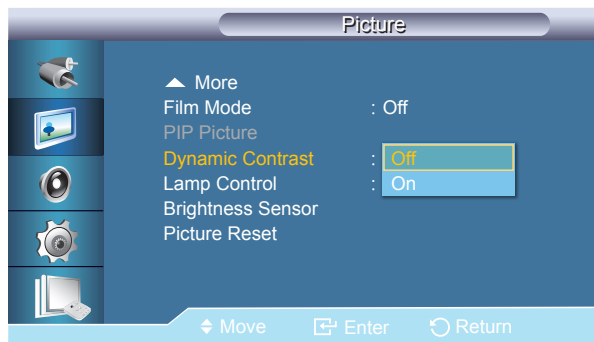 Picture
More
Film Mode : Off
PIP Picture
Dynamic Contrast : Off
Lamp Control : On
Brightness Sensor
Picture Reset
Move Enter Return